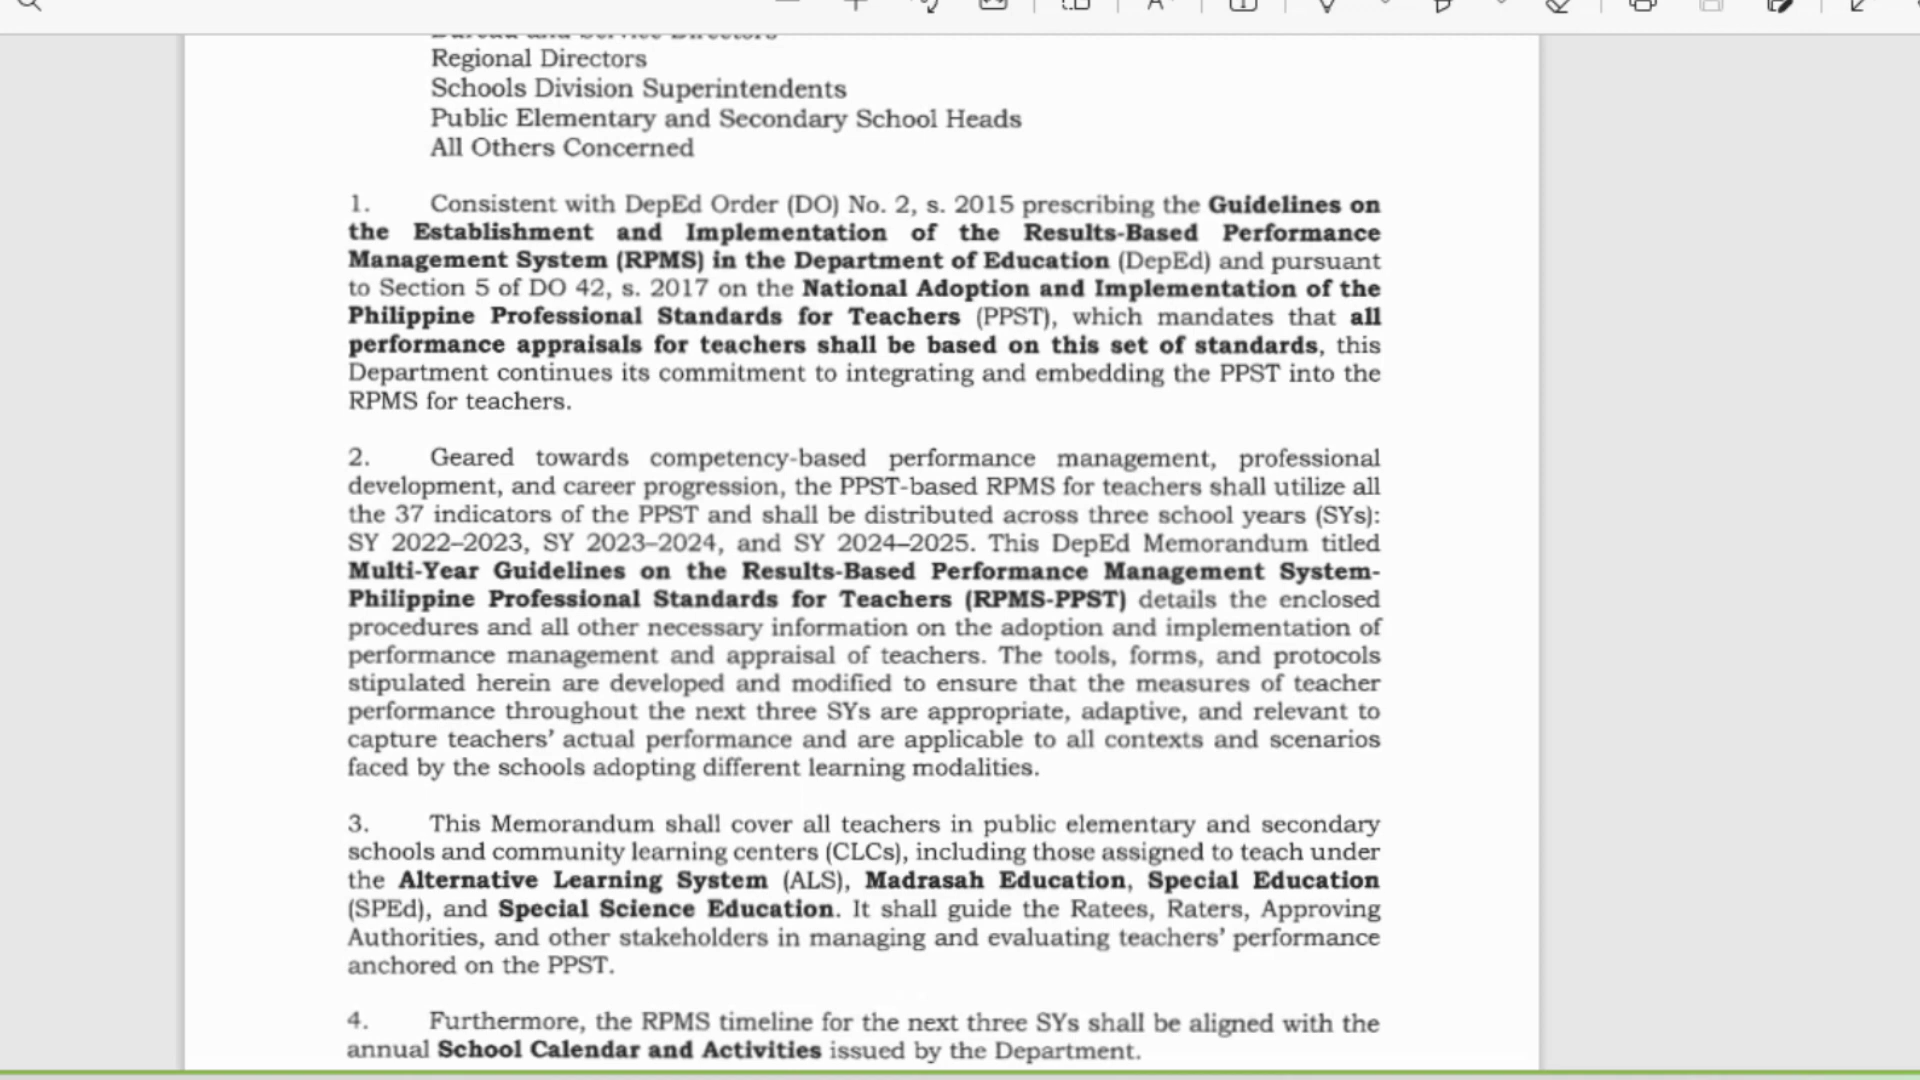 Bureau and Service Directors
Regional Directors
Schools Division Superintendents
Public Elementary and Secondary School Heads
All Others Concerned
1. Consistent with DepEd Order (DO) No. 2, s. 2015 prescribing the Guidelines on
the Establishment and Implementation of the Results-Based Performance
Management System (RPMS) in the Department of Education (DepEd) and pursuant
to Section 5 of DO 42, s. 2017 on the National Adoption and Implementation of the
Philippine Professional Standards for Teachers (PPST), which mandates that all
performance appraisals for teachers shall be based on this set of standards, this
Department continues its commitment to integrating and embedding the PPST into the
RPMS for teachers.
2. Geared towards competency-based performance management, professional
development, and career progression, the PPST-based RPMS for teachers shall utilize all
the 37 indicators of the PPST and shall be distributed across three school years (SYs):
SY 2022–2023, SY 2023–2024, and SY 2024–2025. This DepEd Memorandum titled
Multi-Year Guidelines on the Results-Based Performance Management System-
Philippine Professional Standards for Teachers (RPMS-PPST) details the enclosed
procedures and all other necessary information on the adoption and implementation of
performance management and appraisal of teachers. The tools, forms, and protocols
stipulated herein are developed and modified to ensure that the measures of teacher
performance throughout the next three SYs are appropriate, adaptive, and relevant to
capture teachers’ actual performance and are applicable to all contexts and scenarios
faced by the schools adopting different learning modalities.
3. This Memorandum shall cover all teachers in public elementary and secondary
schools and community learning centers (CLCs), including those assigned to teach under
the Alternative Learning System (ALS), Madrasah Education, Special Education
(SPEd), and Special Science Education. It shall guide the Ratees, Raters, Approving
Authorities, and other stakeholders in managing and evaluating teachers’ performance
anchored on the PPST.
4. Furthermore, the RPMS timeline for the next three SYs shall be aligned with the
annual School Calendar and Activities issued by the Department.